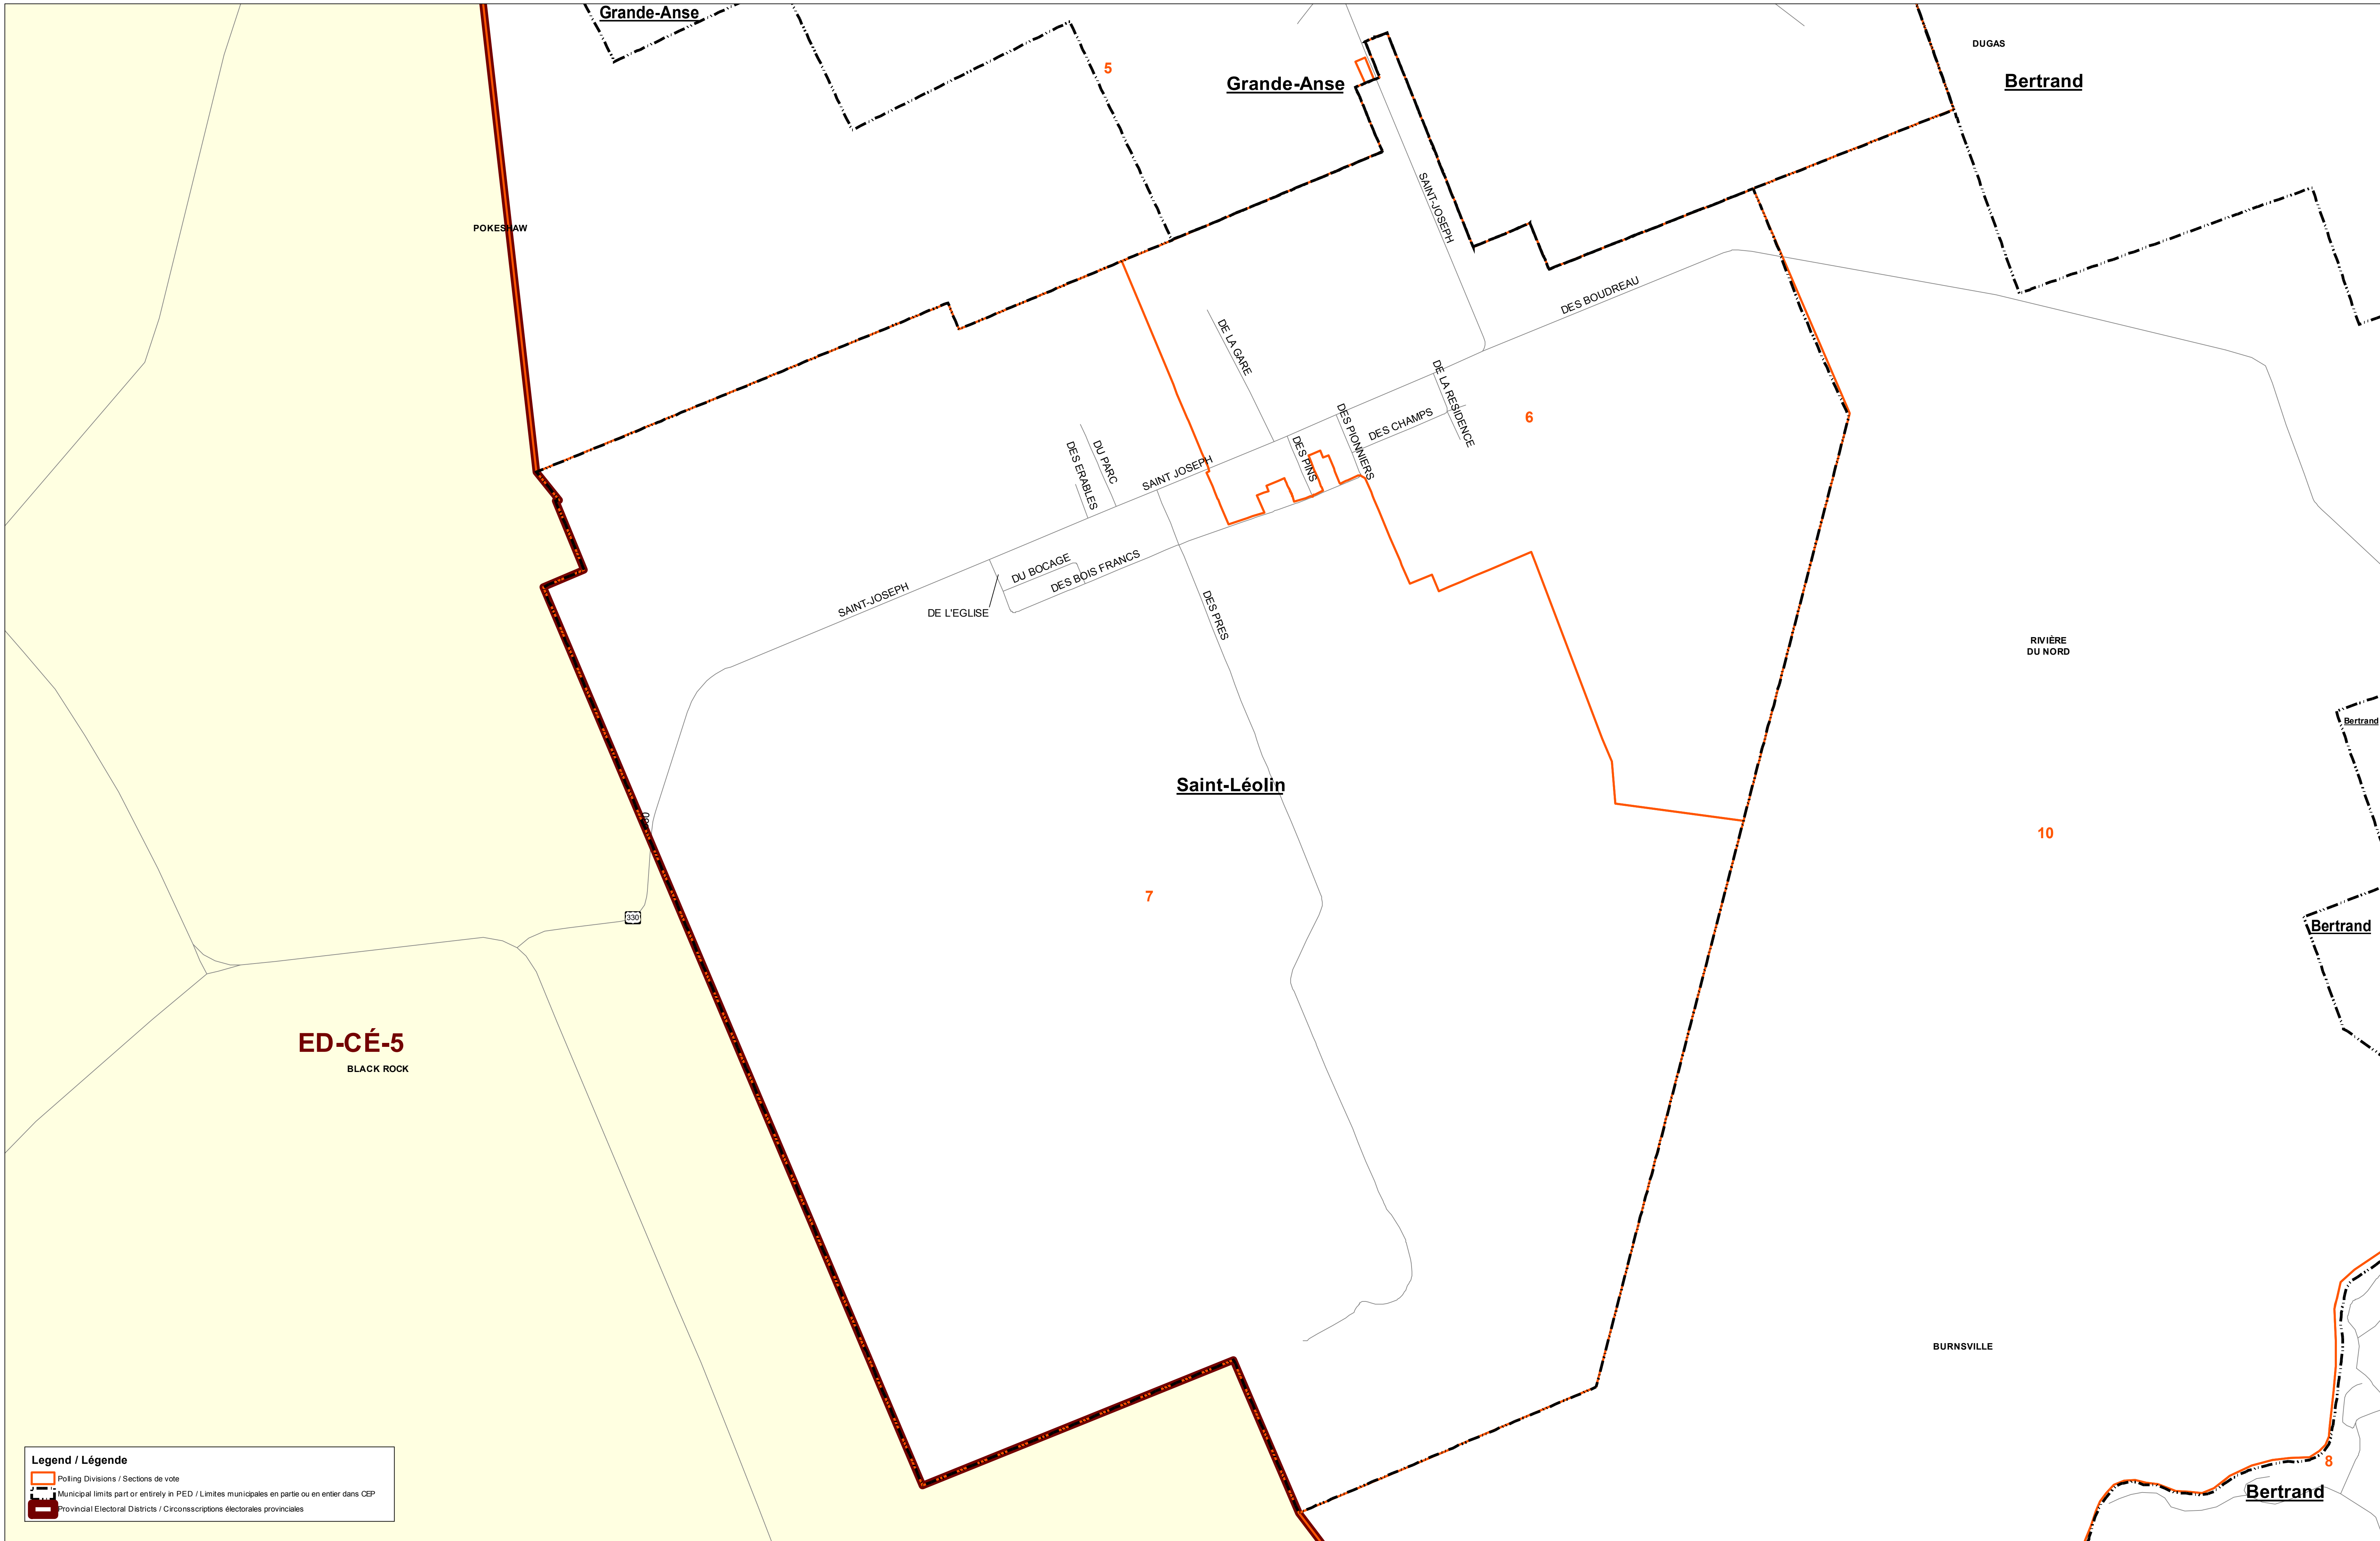 Grande-Anse
5
Grande-Anse
DUGAS
Bertrand
POKESHAW
SAINT-JOSEPH
DES BOUDREAU
DE LA GARE
DE LA RESIDENCE
DES PIONNIERS
DES CHAMPS
6
DES PINS
DU PARC
DES ERABLES
SAINT JOSEPH
DU BOCAGE
DES BOIS FRANCS
SAINT-JOSEPH
DE L'EGLISE
DES PRES
RIVIÈRE
DU NORD
Bertrand
Saint-Léolin
10
7
330
Bertrand
ED-CÉ-5
BLACK ROCK
BURNSVILLE
8
Bertrand
Legend / Légende
Polling Divisions / Sections de vote
Municipal limits part or entirely in PED / Limites municipales en partie ou en entier dans CEP
Provincial Electoral Districts / Circonsscriptions électorales provinciales